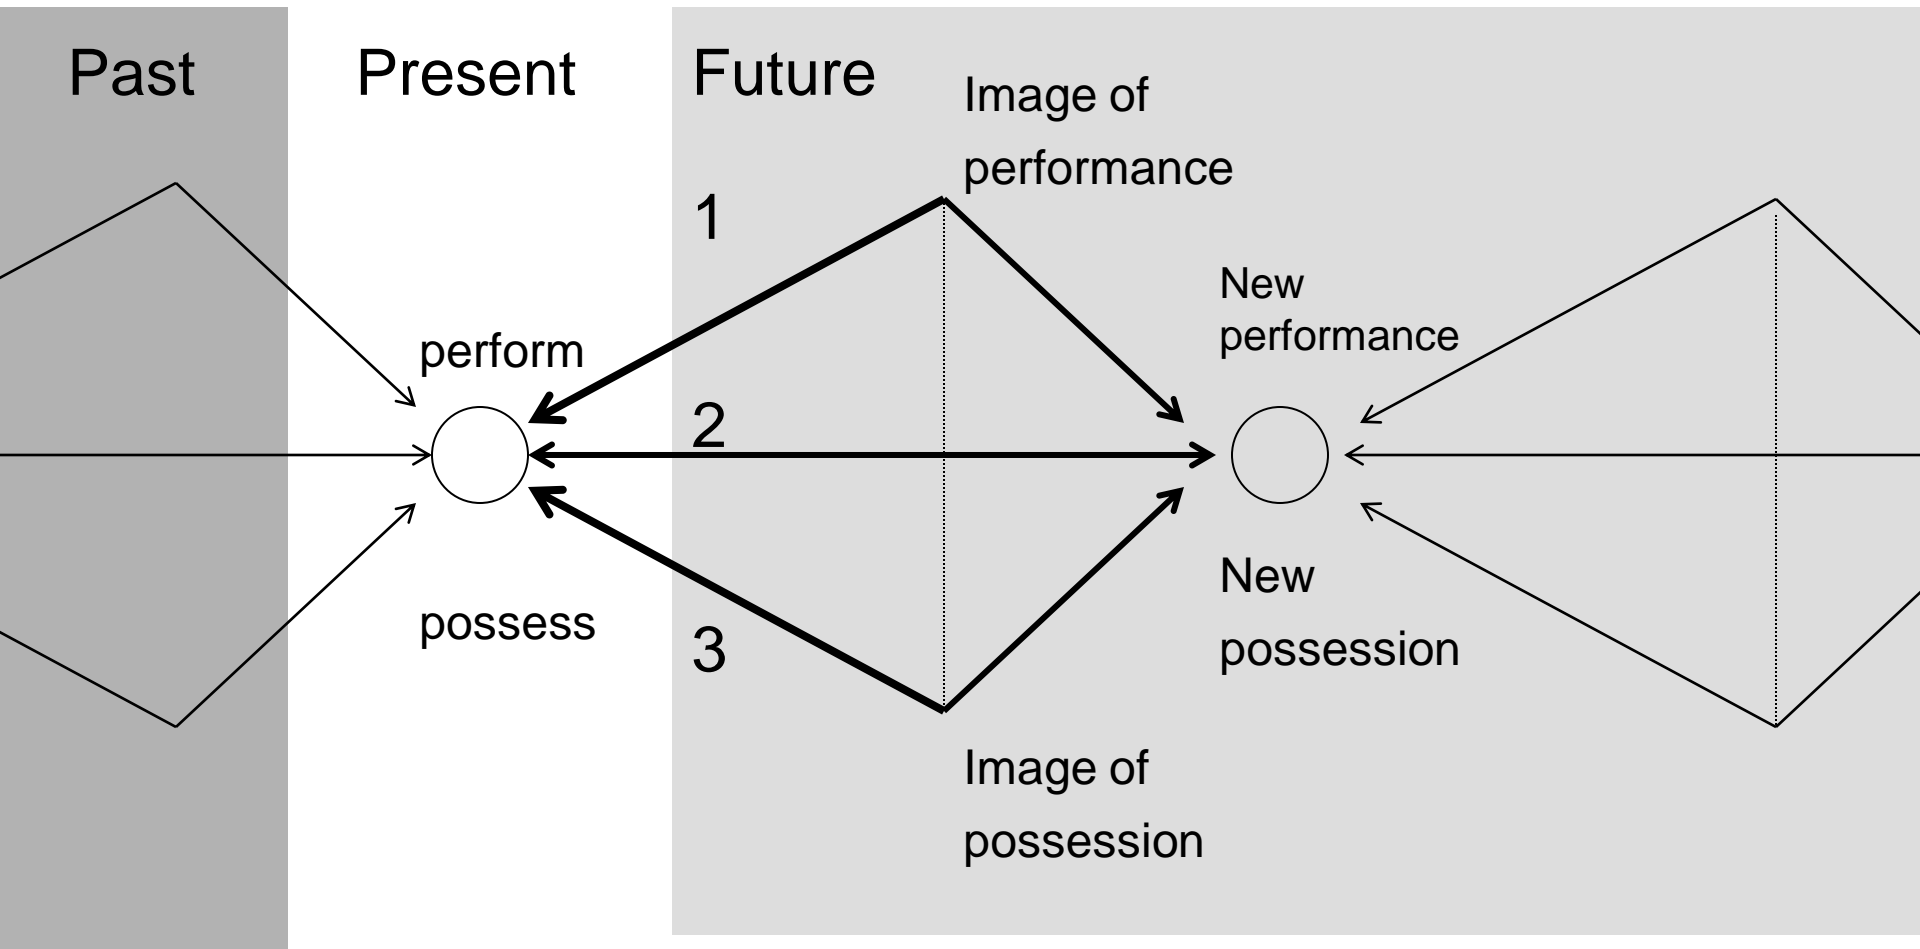 Past
Present
Future
Image of
performance
1
New
performance
perform
2
New
possession
possess
3
Image of
possession